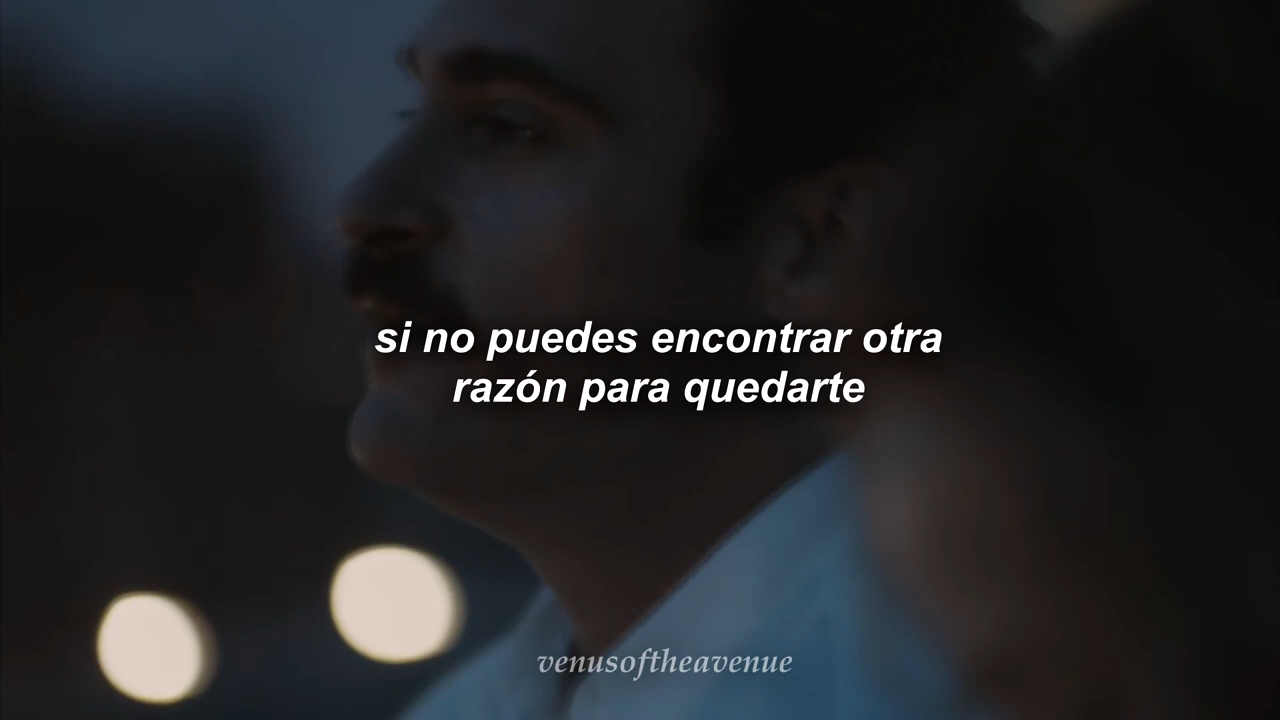 si no puedes encontrar otra
razón para quedarte
venusoftheavenue